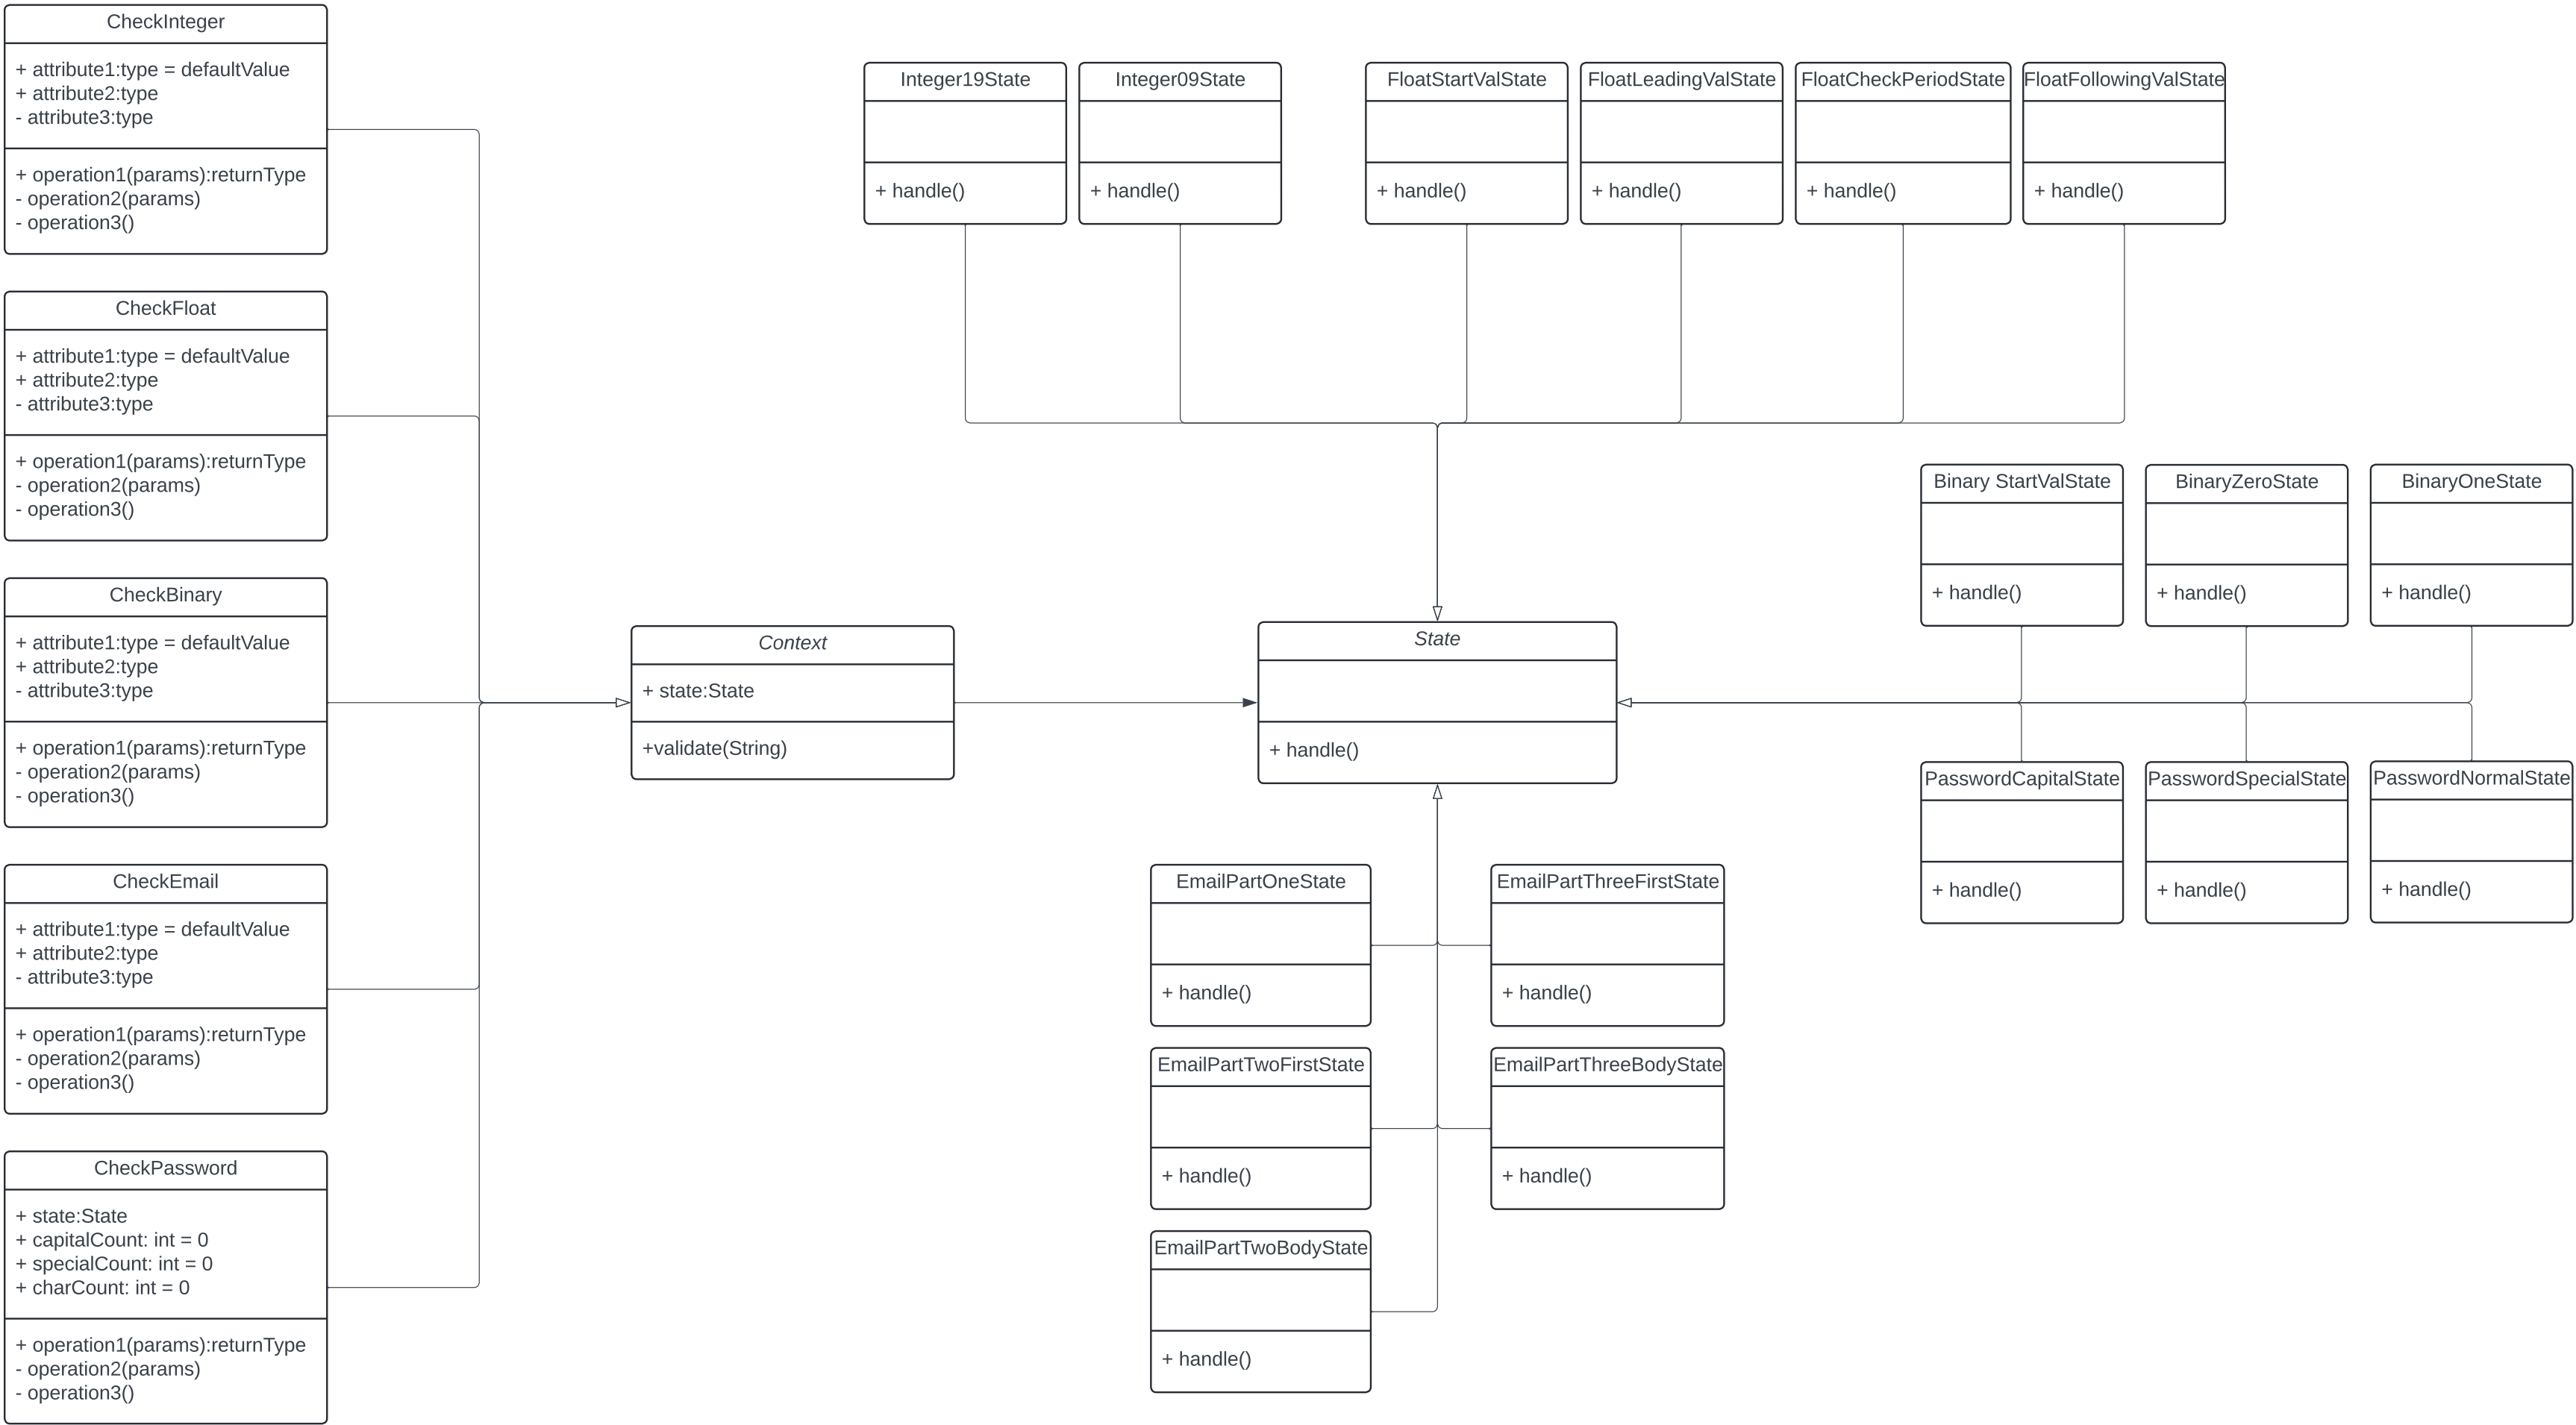 CheckInteger
+ attribute1:type = defaultValue
+ attribute2:type
- attribute3:type
+ operation1(params):returnType
- operation2(params)
- operation3()
CheckFloat
+ attribute1:type = defaultValue
+ attribute2:type
- attribute3:type
+ operation1(params):returnType
- operation2(params)
- operation3()
CheckBinary
+ attribute1:type = defaultValue
+ attribute2:type
- attribute3:type
+ operation1(params):returnType
- operation2(params)
- operation3()
CheckEmail
+ attribute1:type = defaultValue
+ attribute2:type
- attribute3:type
+ operation1(params):returnType
- operation2(params)
- operation3()
CheckPassword
+ state:State
+ capitalCount: int = 0
+ specialCount: int = 0
+ charCount: int = 0
+ operation1(params):returnType
- operation2(params)
- operation3()
Context
+ state:State
+validate(String)
Integer19State
+ handle()
Integer09State
+ handle()
FloatStartValState
+ handle()
FloatLeadingValState
+ handle()
FloatCheckPeriodState
+ handle()
FloatFollowingValState
+ handle()
State
+ handle()
Binary StartValState
+ handle()
BinaryZeroState
+ handle()
BinaryOneState
+ handle()
PasswordCapitalState
+ handle()
PasswordSpecialState
+ handle()
PasswordNormalState
+ handle()
EmailPartOneState
+ handle()
EmailPartThreeFirstState
+ handle()
EmailPartTwoFirstState
+ handle()
EmailPartThreeBodyState
+ handle()
EmailPartTwoBodyState
+ handle()